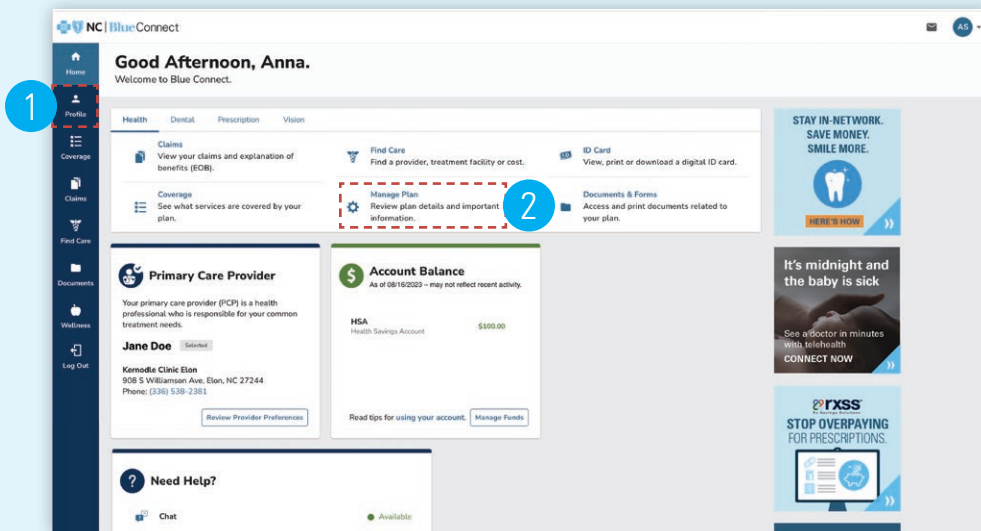 NC | Blue Connect
AS
Home
Profile
Coverage
Claims
Find Care
Documents
Wellness
Log Out
1
Good Afternoon, Anna.
Welcome to Blue Connect.
Health Dental Prescription Vision
Claims
View your claims and explanation of
benefits (EOB).
Find Care
Find a provider, treatment facility or cost.
ID Card
View, print or download a digital ID card.
Coverage
See what services are covered by your
plan.
Manage Plan
Review plan details and important
information.
2
Documents & Forms
Access and print documents related to
your plan.
Primary Care Provider
Your primary care provider (PCP) is a health
professional who is responsible for your common
treatment needs.
Jane Doe Selected
Kernodle Clinic Elon
908 S Williamson Ave, Elon, NC 27244
Phone: (336) 538-2381
Review Provider Preferences
Account Balance
As of 08/16/2023 – may not reflect recent activity.
HSA
Health Savings Account
$100.00
Read tips for using your account. Manage Funds
Need Help?
Chat
Available
STAY IN-NETWORK.
SAVE MONEY.
SMILE MORE.
HERE'S HOW
It's midnight and
the baby is sick
See a doctor in minutes
with telehealth
CONNECT NOW
rxss
Rx Savings Solutions
STOP OVERPAYING
FOR PRESCRIPTIONS.